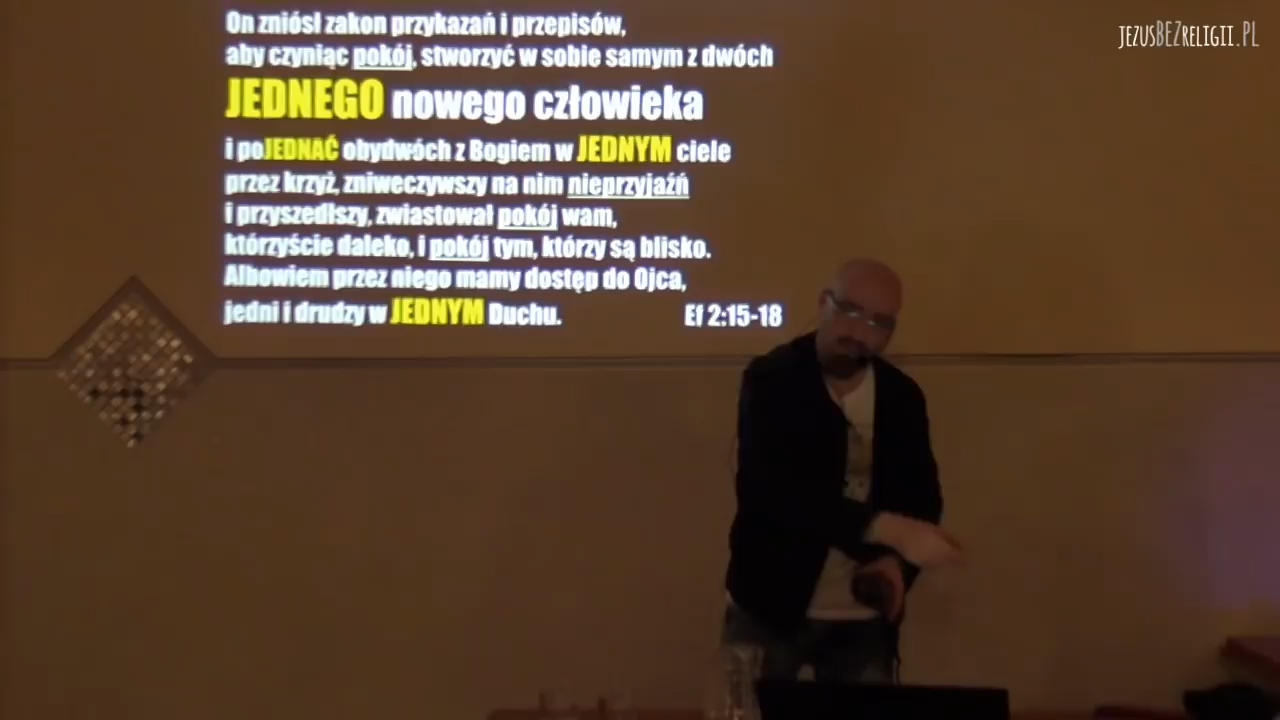 On zniósł zakon przykazań i przepisów,
aby czyniąc pokój, stworzyć w sobie samym z dwóch
JEDNEGO nowego człowieka
i poJEDNAĆ obydwóch z Bogiem w JEDNYM ciele
przez krzyż, zniweczywszy na nim nieprzyjaźń
i przyszedłszy, zwiastował pokój wam,
którzyście daleko, i pokój tym, którzy są blisko.
Albowiem przez niego mamy dostęp do Ojca,
jedni i drudzy w JEDNYM Duchu. Ef 2:15-18
JEZUSBEZRELIGII.PL